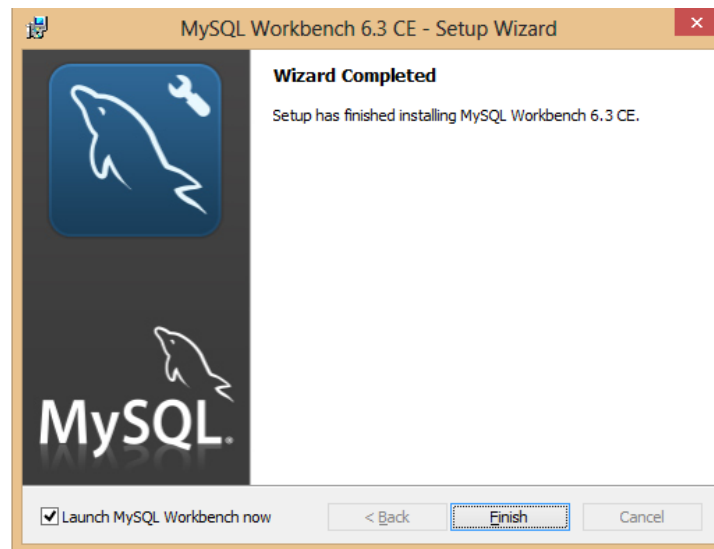 MySQL Workbench 6.3 CE - Setup Wizard
Wizard Completed
Setup has finished installing MySQL Workbench 6.3 CE.
MySQL.
Launch MySQL Workbench now
< Back
Finish
Cancel